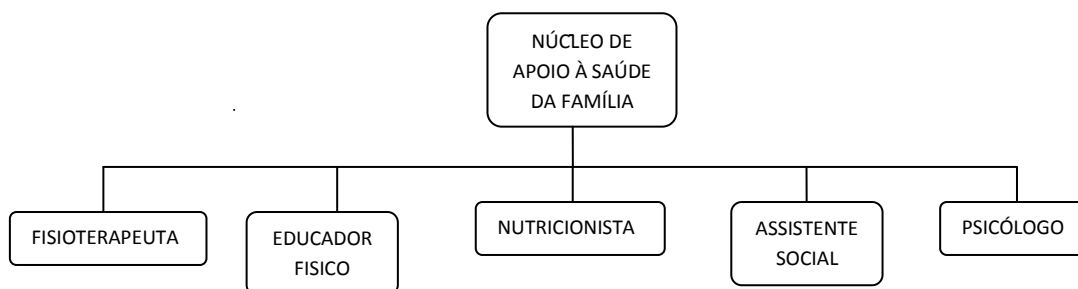 NÚCLEO DE
APOIO À SAÚDE
DA FAMÍLIA
FISIOTERAPEUTA
EDUCADOR
FISICO
NUTRICIONISTA
ASSISTENTE
SOCIAL
PSICÓLOGO